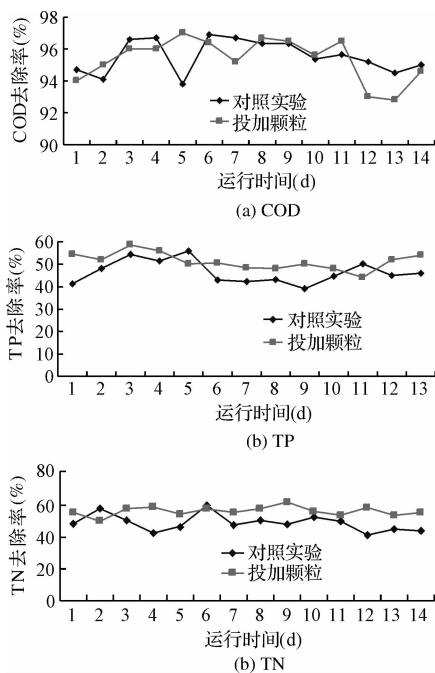 98
96
94
92
90
COD去除率(%)
对照实验
投加颗粒
1 2 3 4 5 6 7 8 9 10 11 12 13 14
运行时间(d)
(a) COD
60
50
40
30
20
10
0
TP去除率(%)
对照实验
投加颗粒
1 2 3 4 5 6 7 8 9 10 11 12 13
运行时间(d)
(b) TP
80
60
40
20
0
TN去除率(%)
对照实验
投加颗粒
1 2 3 4 5 6 7 8 9 10 11 12 13 14
运行时间(d)
(b) TN